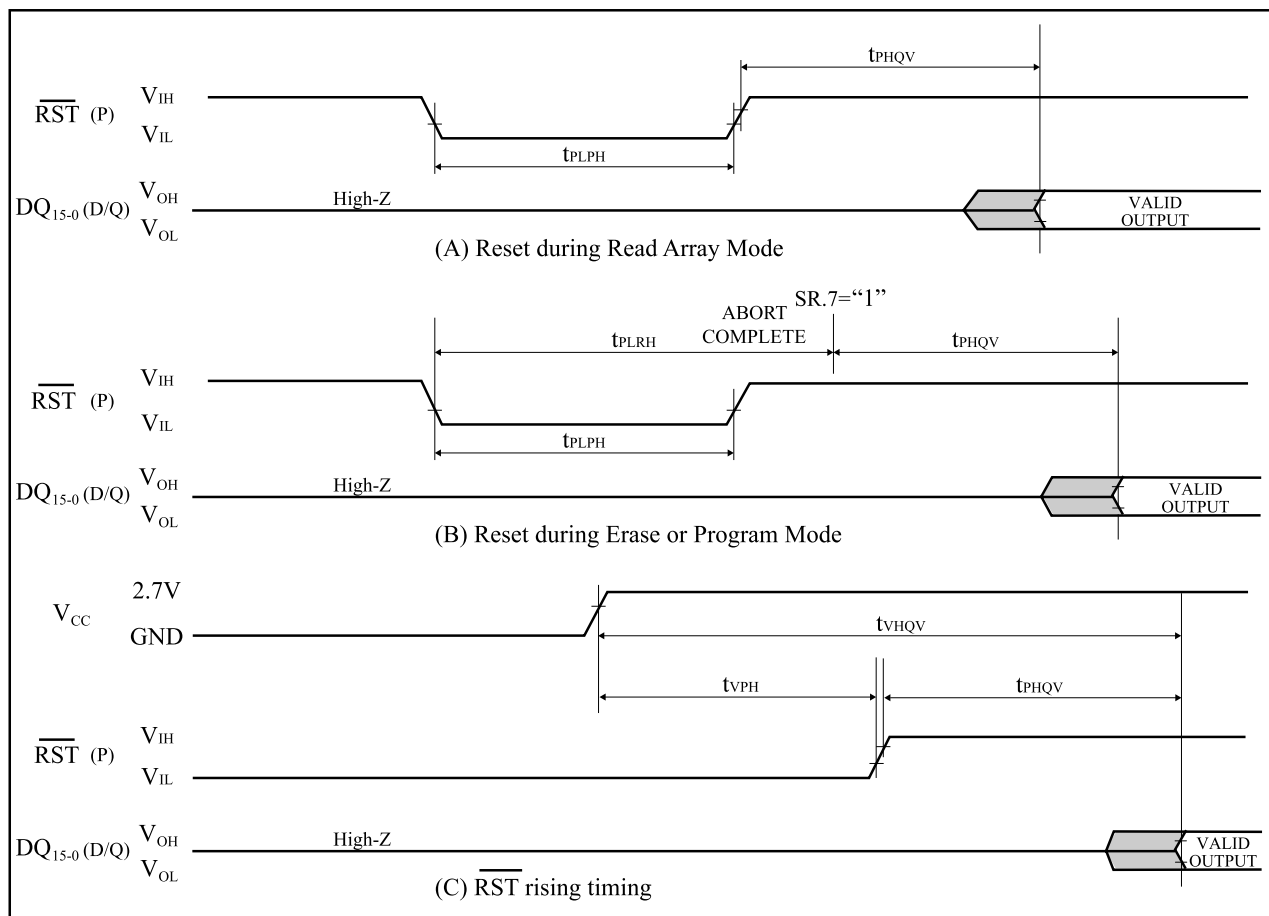 tPHQV
RST (P) VIH
VIL
tPLPH
DQ15-0 (D/Q) VOH
VOL
High-Z
VALID
OUTPUT
(A) Reset during Read Array Mode
SR.7=“1”
ABORT
COMPLETE
tPLRH
tPHQV
RST (P) VIH
VIL
tPLPH
DQ15-0 (D/Q) VOH
VOL
High-Z
VALID
OUTPUT
(B) Reset during Erase or Program Mode
VCC 2.7V
GND
tVHQV
tVPH
tPHQV
RST (P) VIH
VIL
DQ15-0 (D/Q) VOH
VOL
High-Z
VALID
OUTPUT
(C) RST rising timing